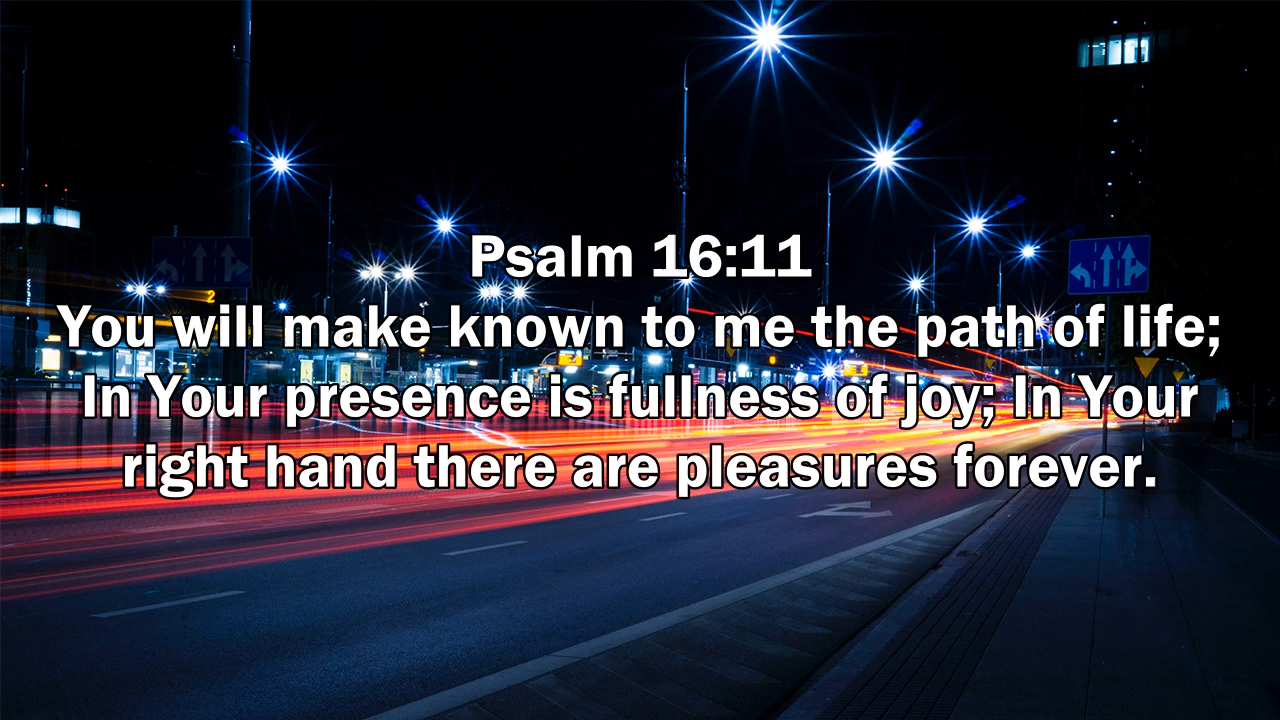 Psalm 16:11
You will make known to me the path of life;
In Your presence is fullness of joy; In Your
right hand there are pleasures forever.
2